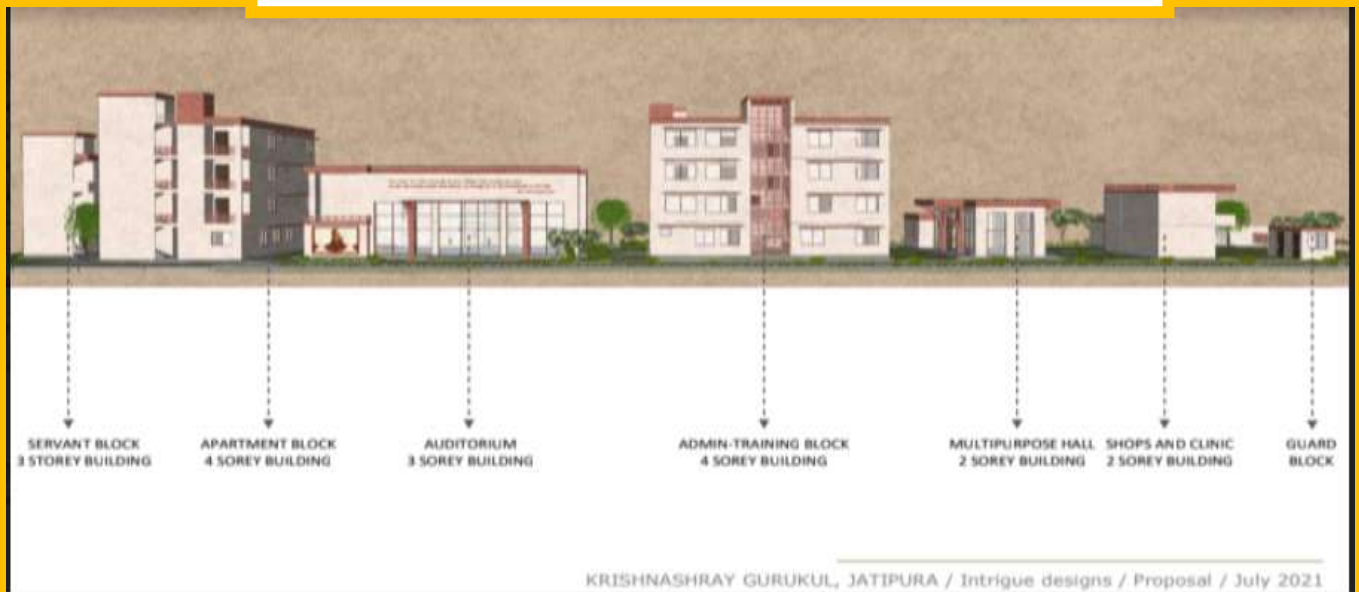 SERVANT BLOCK
3 STOREY BUILDING
APARTMENT BLOCK
4 SOREY BUILDING
AUDITORIUM
3 SOREY BUILDING
ADMIN-TRAINING BLOCK
4 SOREY BUILDING
MULTIPURPOSE HALL
2 SOREY BUILDING
SHOPS AND CLINIC
2 SOREY BUILDING
GUARD
BLOCK
KRISHNASHRAY GURUKUL, JATIPURA / Intrigue designs / Proposal / July 2021